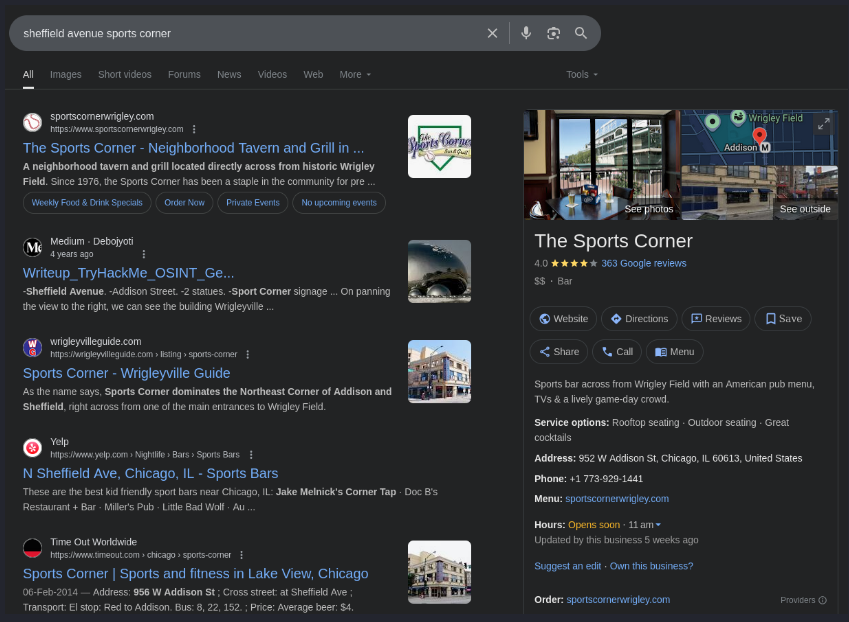 sheffield avenue sports corner
All Images Short videos Forums News Videos Web More Tools
sportscornerwrigley.com
https://www.sportscornerwrigley.com
The Sports Corner - Neighborhood Tavern and Grill in ...
A neighborhood tavern and grill located directly across from historic Wrigley
Field. Since 1976, the Sports Corner has been a staple in the community for pre ...
Weekly Food & Drink Specials Order Now Private Events No upcoming events
The
Sports Corner
Medium · Debojyoti
4 years ago
Writeup_TryHackMe_OSINT_Ge...
-Sheffield Avenue. -Addison Street. -2 statues. -Sport Corner signage ... On panning
the view to the right, we can see the building Wrigleyville ...
wrigleyvilleguide.com
https://wrigleyvilleguide.com › listing › sports-corner
Sports Corner - Wrigleyville Guide
As the name says, Sports Corner dominates the Northeast Corner of Addison and
Sheffield, right across from one of the main entrances to Wrigley Field.
Yelp
https://www.yelp.com › Nightlife › Bars › Sports Bars
N Sheffield Ave, Chicago, IL - Sports Bars
These are the best kid friendly sport bars near Chicago, IL: Jake Melnick's Corner Tap · Doc B's
Restaurant + Bar · Miller's Pub · Little Bad Wolf · Au ...
Time Out Worldwide
https://www.timeout.com › chicago › sports-corner
Sports Corner | Sports and fitness in Lake View, Chicago
06-Feb-2014 — Address: 956 W Addison St ; Cross street: at Sheffield Ave ;
Transport: El stop: Red to Addison. Bus: 8, 22, 152. ; Price: Average beer: $4.
Wrigley Field
Addison M
See photos
See outside
The Sports Corner
4.0 363 Google reviews
$$ · Bar
Website Directions Reviews Save
Share Call Menu
Sports bar across from Wrigley Field with an American pub menu,
TVs & a lively game-day crowd.
Service options: Rooftop seating · Outdoor seating · Great
cocktails
Address: 952 W Addison St, Chicago, IL 60613, United States
Phone: +1 773-929-1441
Menu: sportscornerwrigley.com
Hours: Opens soon · 11 am
Updated by this business 5 weeks ago
Suggest an edit · Own this business?
Order: sportscornerwrigley.com Providers